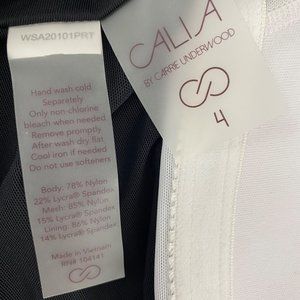 WSA20101PRT
Hand wash cold
Separately
Only non-chlorine
bleach when needed
Remove promptly
After wash dry flat
Cool iron if needed
Do not use softeners
Body: 78% Nylon
22% Lycra® Spandex
Mesh: 85% Nylon
15% Lycra® Spandex
Lining: 86% Nylon
14% Lycra® Spandex
Made in Vietnam
RN# 104141
CALIA
BY CARRIE UNDERWOOD
4